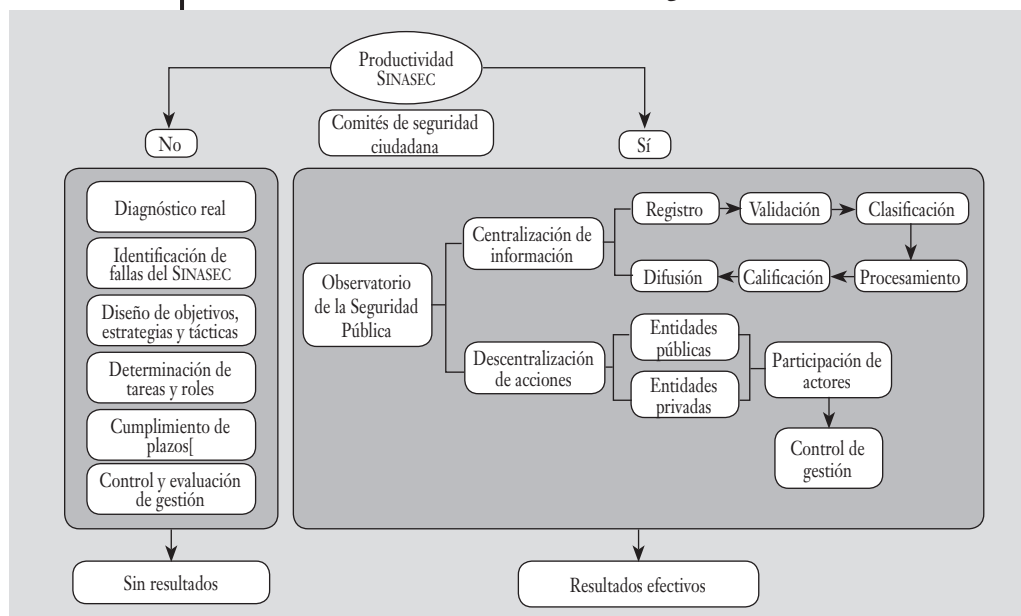 Productividad
SINASEC
Comités de seguridad
ciudadana
No
Sí
Diagnóstico real
Identificación de
fallas del SINASEC
Diseño de objetivos,
estrategias y tácticas
Determinación de
tareas y roles
Cumplimiento de
plazos[
Control y evaluación
de gestión
Sin resultados
Observatorio
de la Seguridad
Pública
Centralización de
información
Registro
Validación
Clasificación
Procesamiento
Calificación
Difusión
Descentralización
de acciones
Entidades
públicas
Entidades
privadas
Participación de
actores
Control de
gestión
Resultados efectivos